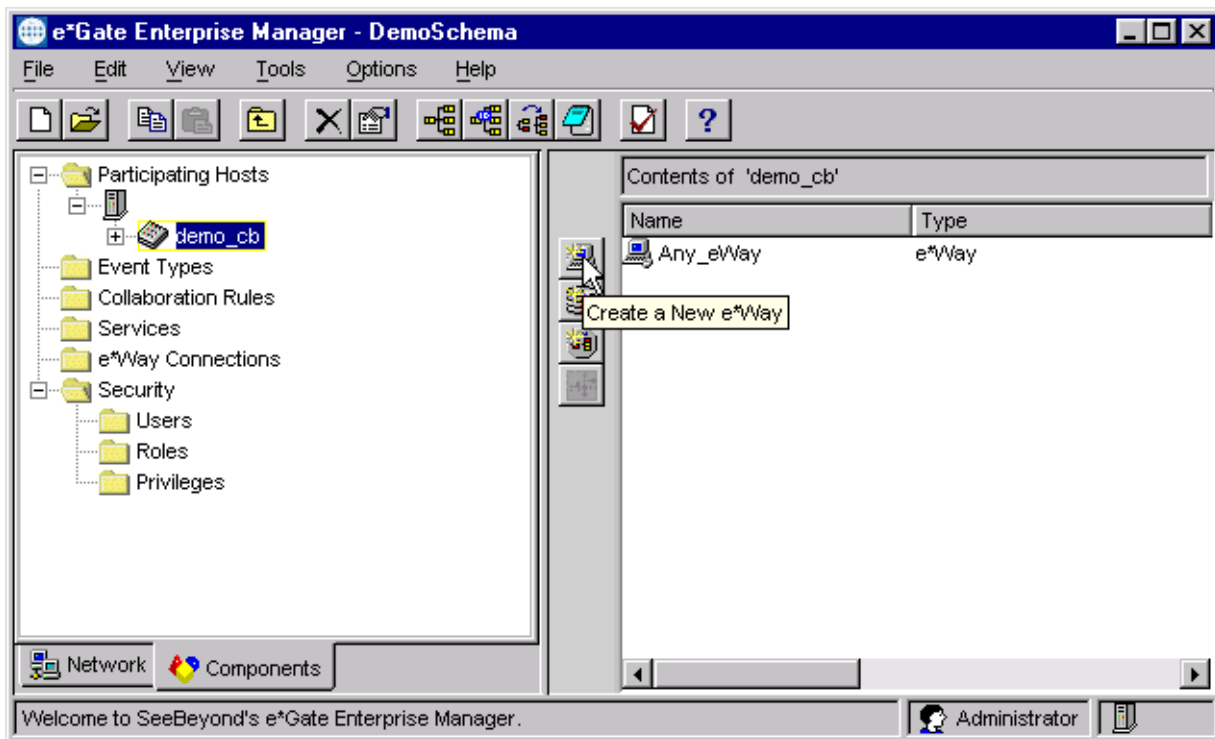 e*Gate Enterprise Manager - DemoSchema
File Edit View Tools Options Help
Participating Hosts
demo_cb
Event Types
Collaboration Rules
Services
e*Way Connections
Security
Users
Roles
Privileges
Network Components
Contents of 'demo_cb'
Name Type
Any_eWay e*Way
Create a New e*Way
Welcome to SeeBeyond's e*Gate Enterprise Manager.
Administrator